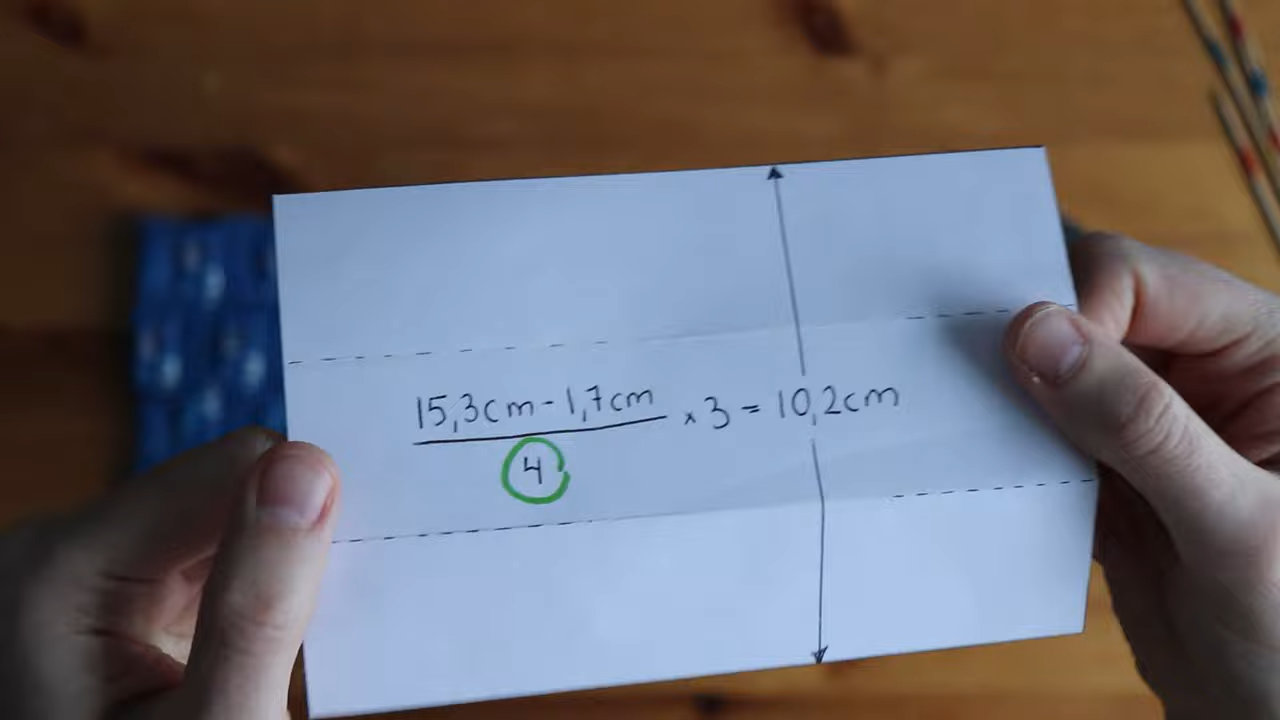 15,3cm - 1,7cm × 3 = 10,2cm
4